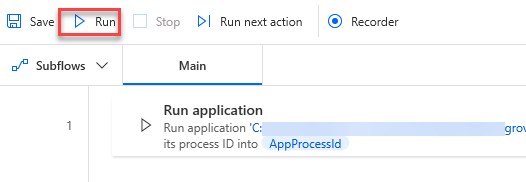 Save Run Stop Run next action Recorder
Subflows Main
1 Run application
Run application 'C: grov
its process ID into AppProcessId